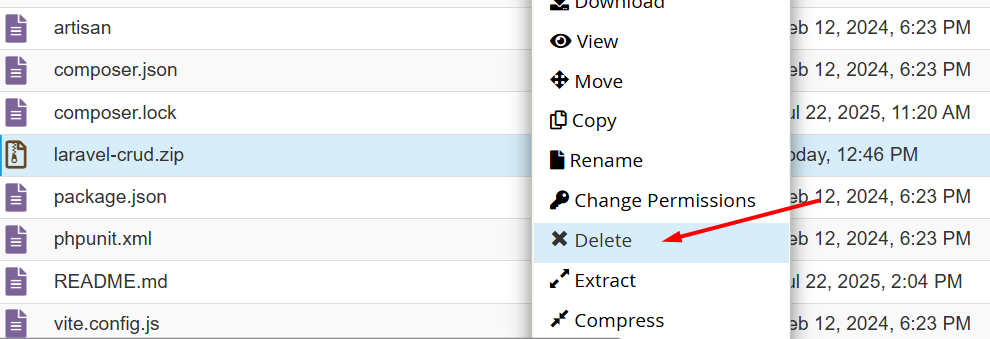 Download
artisan eb 12, 2024, 6:23 PM
View
composer.json eb 12, 2024, 6:23 PM
Move
composer.lock ul 22, 2025, 11:20 AM
Copy
laravel-crud.zip oday, 12:46 PM
Rename
package.json eb 12, 2024, 6:23 PM
Change Permissions
phpunit.xml eb 12, 2024, 6:23 PM
Delete
README.md ul 22, 2025, 2:04 PM
Extract
vite.config.js eb 12, 2024, 6:23 PM
Compress